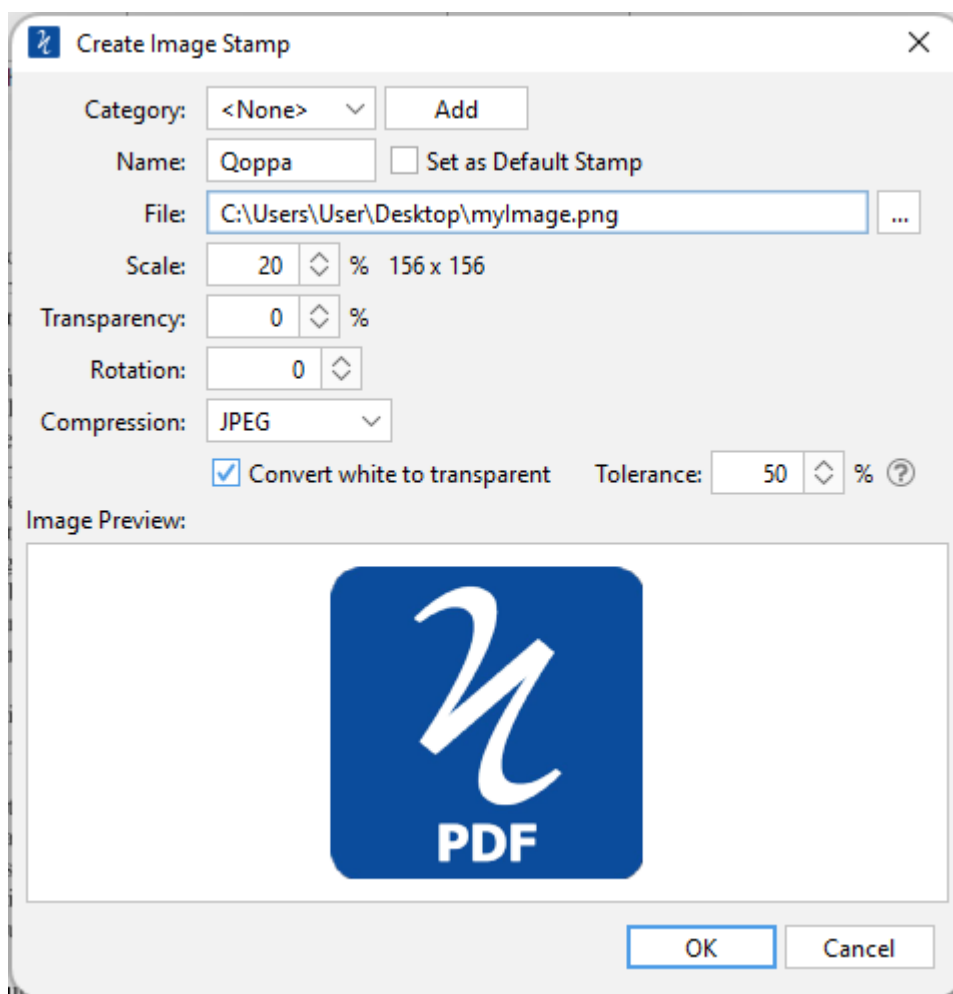 Create Image Stamp
Category: <None> Add
Name: Qoppa Set as Default Stamp
File: C:\Users\User\Desktop\myImage.png ...
Scale: 20 % 156 x 156
Transparency: 0 %
Rotation: 0
Compression: JPEG
Convert white to transparent Tolerance: 50 % ?
Image Preview:
PDF
OK Cancel